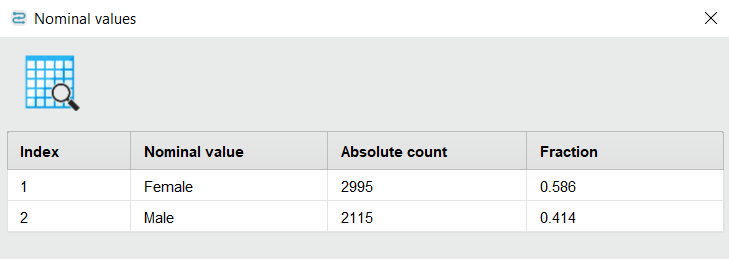 Nominal values
Index Nominal value Absolute count Fraction
1 Female 2995 0.586
2 Male 2115 0.414